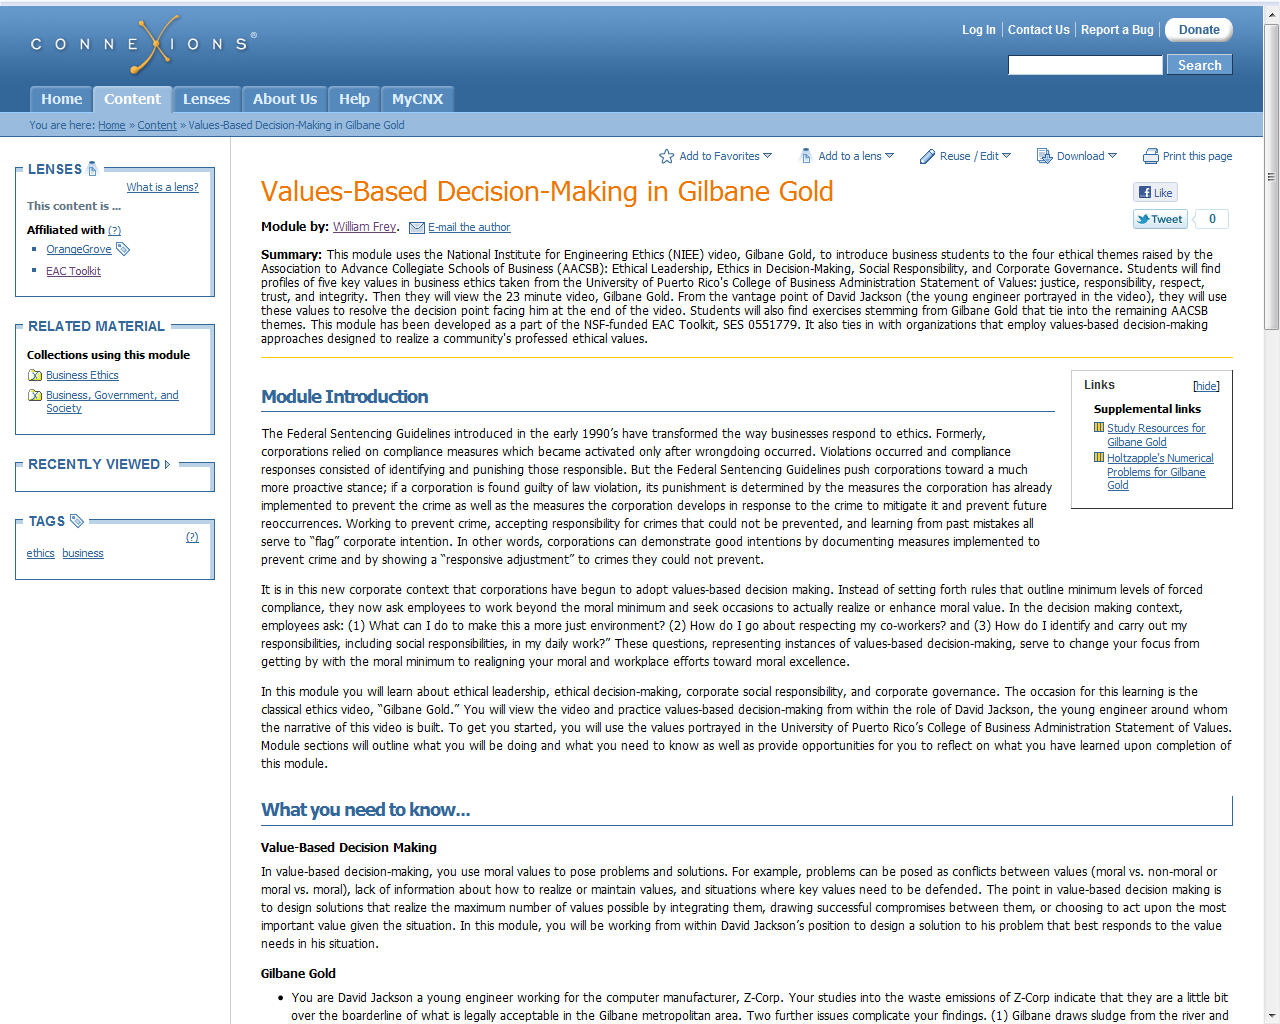 CONNEXIONS®
Log In | Contact Us | Report a Bug | Donate
Search
Home Content Lenses About Us Help MyCNX
You are here: Home » Content » Values-Based Decision-Making in Gilbane Gold
LENSES
What is a lens?
This content is ...
Affiliated with (?)
OrangeGrove
EAC Toolkit
RELATED MATERIAL
Collections using this module
Business Ethics
Business, Government, and
Society
RECENTLY VIEWED
TAGS
(?)
ethics business
Add to Favorites Add to a lens Reuse / Edit Download Print this page
Values-Based Decision-Making in Gilbane Gold
Like
Tweet 0
Module by: William Frey. E-mail the author
Summary: This module uses the National Institute for Engineering Ethics (NIEE) video, Gilbane Gold, to introduce business students to the four ethical themes raised by the
Association to Advance Collegiate Schools of Business (AACSB): Ethical Leadership, Ethics in Decision-Making, Social Responsibility, and Corporate Governance. Students will find
profiles of five key values in business ethics taken from the University of Puerto Rico's College of Business Administration Statement of Values: justice, responsibility, respect,
trust, and integrity. Then they will view the 23 minute video, Gilbane Gold. From the vantage point of David Jackson (the young engineer portrayed in the video), they will use
these values to resolve the decision point facing him at the end of the video. Students will also find exercises stemming from Gilbane Gold that tie into the remaining AACSB
themes. This module has been developed as a part of the NSF-funded EAC Toolkit, SES 0551779. It also ties in with organizations that employ values-based decision-making
approaches designed to realize a community's professed ethical values.
Links [hide]
Supplemental links
Study Resources for
Gilbane Gold
Holtzapple's Numerical
Problems for Gilbane
Gold
Module Introduction
The Federal Sentencing Guidelines introduced in the early 1990's have transformed the way businesses respond to ethics. Formerly,
corporations relied on compliance measures which became activated only after wrongdoing occurred. Violations occurred and compliance
responses consisted of identifying and punishing those responsible. But the Federal Sentencing Guidelines push corporations toward a much
more proactive stance; if a corporation is found guilty of law violation, its punishment is determined by the measures the corporation has already
implemented to prevent the crime as well as the measures the corporation develops in response to the crime to mitigate it and prevent future
reoccurrences. Working to prevent crime, accepting responsibility for crimes that could not be prevented, and learning from past mistakes all
serve to “flag” corporate intention. In other words, corporations can demonstrate good intentions by documenting measures implemented to
prevent crime and by showing a “responsive adjustment” to crimes they could not prevent.
It is in this new corporate context that corporations have begun to adopt values-based decision making. Instead of setting forth rules that outline minimum levels of forced
compliance, they now ask employees to work beyond the moral minimum and seek occasions to actually realize or enhance moral value. In the decision making context,
employees ask: (1) What can I do to make this a more just environment? (2) How do I go about respecting my co-workers? and (3) How do I identify and carry out my
responsibilities, including social responsibilities, in my daily work?” These questions, representing instances of values-based decision-making, serve to change your focus from
getting by with the moral minimum to realigning your moral and workplace efforts toward moral excellence.
In this module you will learn about ethical leadership, ethical decision-making, corporate social responsibility, and corporate governance. The occasion for this learning is the
classical ethics video, “Gilbane Gold.” You will view the video and practice values-based decision-making from within the role of David Jackson, the young engineer around whom
the narrative of this video is built. To get you started, you will use the values portrayed in the University of Puerto Rico’s College of Business Administration Statement of Values.
Module sections will outline what you will be doing and what you need to know as well as provide opportunities for you to reflect on what you have learned upon completion of
this module.
What you need to know...
Value-Based Decision Making
In value-based decision-making, you use moral values to pose problems and solutions. For example, problems can be posed as conflicts between values (moral vs. non-moral or
moral vs. moral), lack of information about how to realize or maintain values, and situations where key values need to be defended. The point in value-based decision making is
to design solutions that realize the maximum number of values possible by integrating them, drawing successful compromises between them, or choosing to act upon the most
important value given the situation. In this module, you will be working from within David Jackson’s position to design a solution to his problem that best responds to the value
needs in his situation.
Gilbane Gold
• You are David Jackson a young engineer working for the computer manufacturer, Z-Corp. Your studies into the waste emissions of Z-Corp indicate that they are a little bit
over the boarderline of what is legally acceptable in the Gilbane metropolitan area. Two further issues complicate your findings. (1) Gilbane draws sludge from the river and